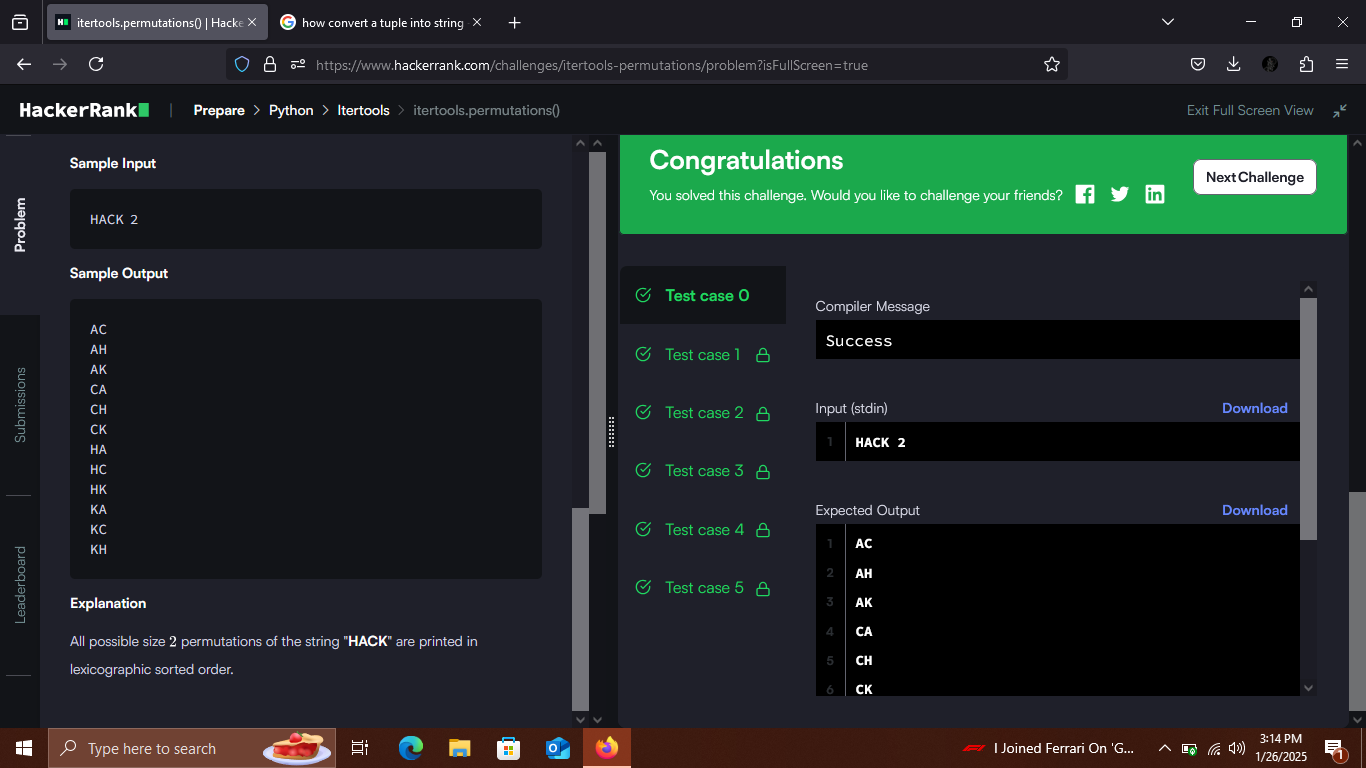 itertools.permutations() | Hacke
how convert a tuple into string
https://www.hackerrank.com/challenges/itertools-permutations/problem?isFullScreen=true
HackerRank
Prepare > Python > Itertools > itertools.permutations()
Exit Full Screen View
Problem
Submissions
Leaderboard
Sample Input
HACK 2
Sample Output
AC
AH
AK
CA
CH
CK
HA
HC
HK
KA
KC
KH
Explanation
All possible size 2 permutations of the string "HACK" are printed in
lexicographic sorted order.
Congratulations
You solved this challenge. Would you like to challenge your friends?
Next Challenge
Test case 0
Test case 1
Test case 2
Test case 3
Test case 4
Test case 5
Compiler Message
Success
Input (stdin)
Download
1 HACK 2
Expected Output
Download
1 AC
2 AH
3 AK
4 CA
5 CH
6 CK
Type here to search
I Joined Ferrari On 'G...
3:14 PM
1/26/2025
1